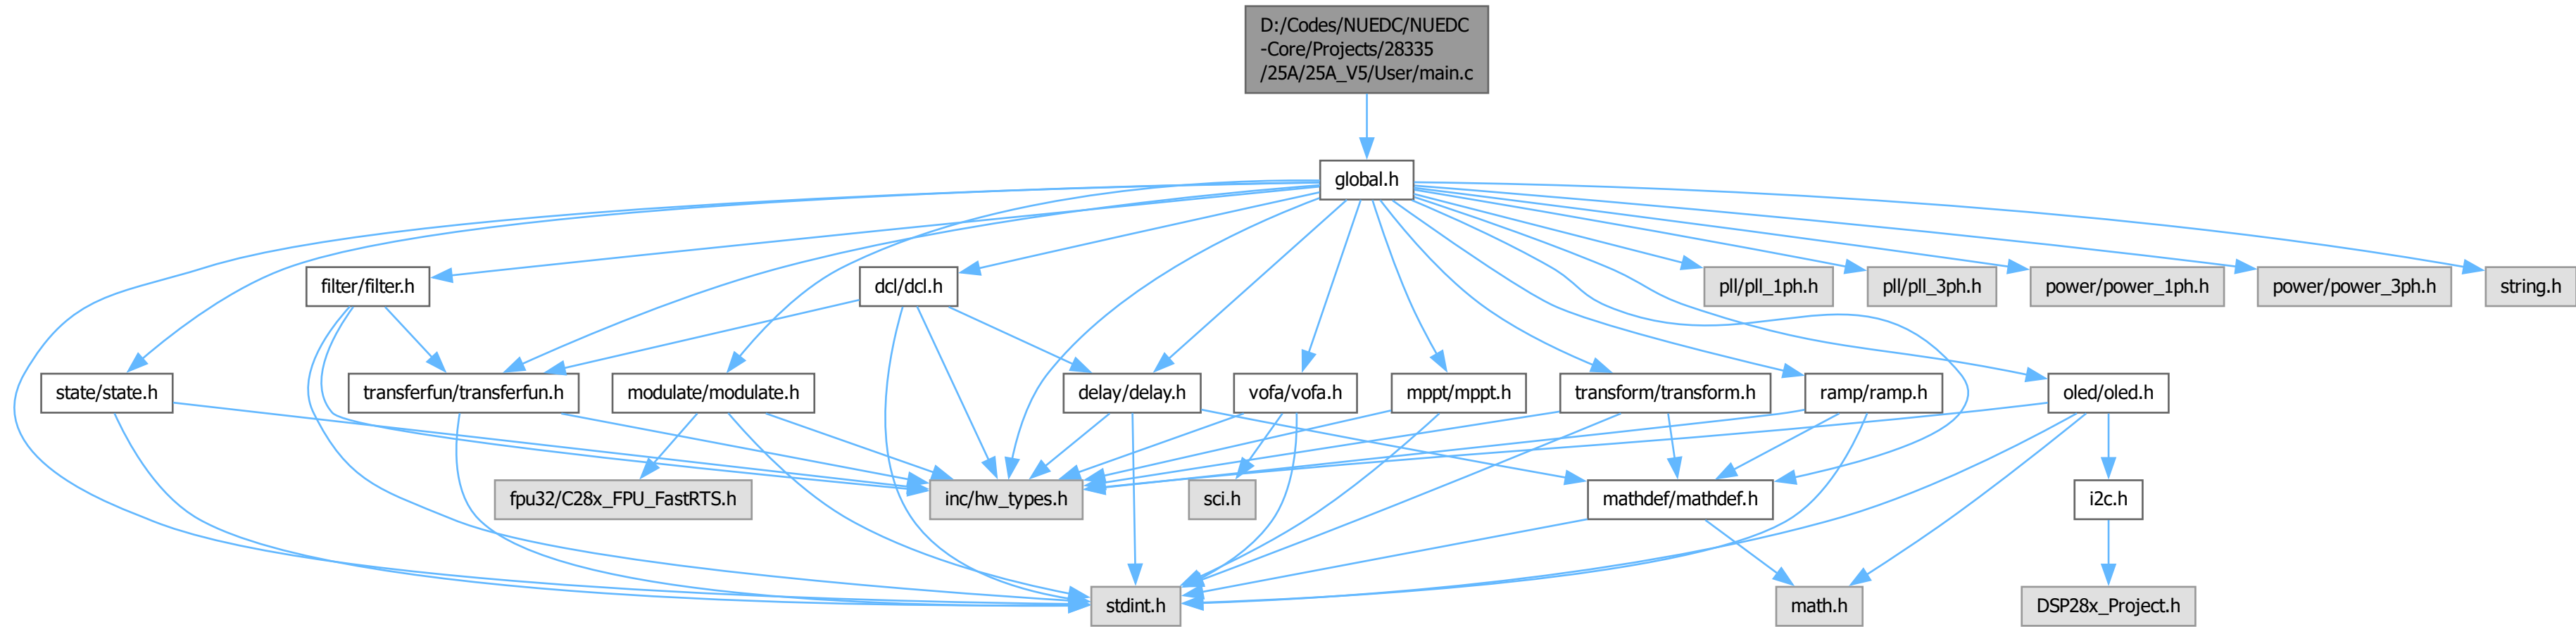 D:/Codes/NUEDC/NUEDC
-Core/Projects/28335
/25A/25A_V5/User/main.c
global.h
filter/filter.h
dcl/dcl.h
pll/pll_1ph.h
pll/pll_3ph.h
power/power_1ph.h
power/power_3ph.h
string.h
state/state.h
transferfun/transferfun.h
modulate/modulate.h
delay/delay.h
vofa/vofa.h
mppt/mppt.h
transform/transform.h
ramp/ramp.h
oled/oled.h
fpu32/C28x_FPU_FastRTS.h
inc/hw_types.h
sci.h
mathdef/mathdef.h
i2c.h
stdint.h
math.h
DSP28x_Project.h